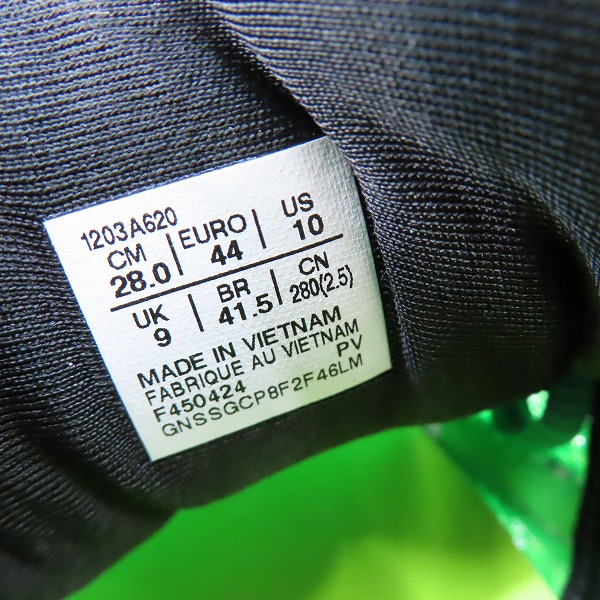 1203A620
CM 28.0 | EURO 44 | US 10
UK 9 | BR 41.5 | CN 280(2.5)
MADE IN VIETNAM
FABRIQUE AU VIETNAM
F450424 PV
GNSSGCP8F2F46LM